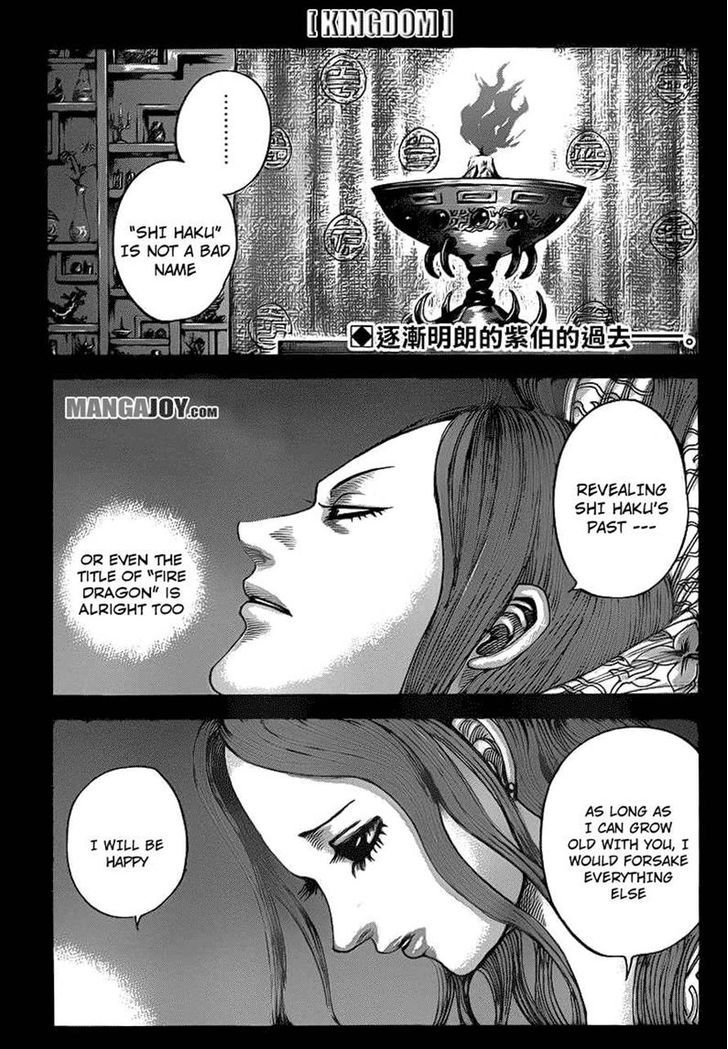 [ KINGDOM ]
........
"SHI HAKU"
IS NOT A BAD
NAME
◆逐漸明朗的紫伯的過去——。
MANGAJOY.COM
REVEALING
SHI HAKU'S
PAST ---
OR EVEN THE
TITLE OF "FIRE
DRAGON" IS
ALRIGHT TOO
AS LONG AS
I CAN GROW
OLD WITH YOU, I
WOULD FORSAKE
EVERYTHING
ELSE
I WILL BE
HAPPY